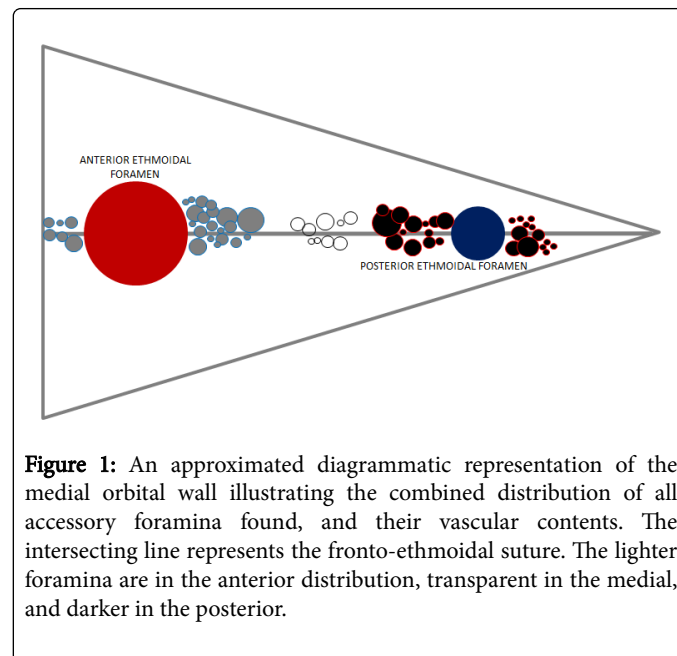 ANTERIOR ETHMOIDAL
FORAMEN
POSTERIOR ETHMOIDAL FORAMEN
Figure 1: An approximated diagrammatic representation of the
medial orbital wall illustrating the combined distribution of all
accessory foramina found, and their vascular contents. The
intersecting line represents the fronto-ethmoidal suture. The lighter
foramina are in the anterior distribution, transparent in the medial,
and darker in the posterior.